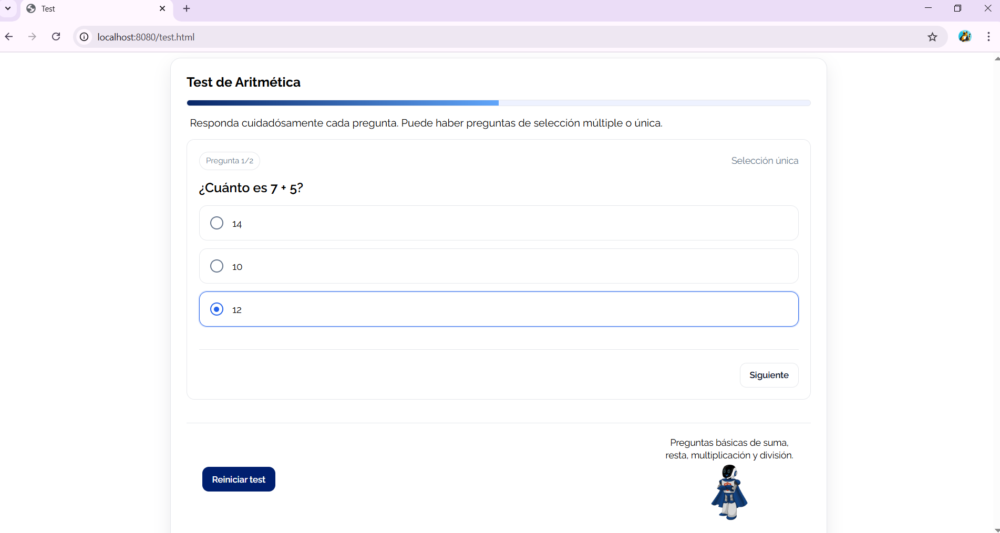 Test
localhost:8080/test.html
Test de Aritmética
Responda cuidadósamente cada pregunta. Puede haber preguntas de selección múltiple o única.
Pregunta 1/2
Selección única
¿Cuánto es 7 + 5?
14
10
12
Siguiente
Preguntas básicas de suma,
resta, multiplicación y división.
Reiniciar test